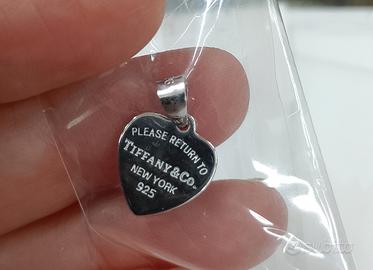 PLEASE RETURN TO
TIFFANY & CO.
NEW YORK
925